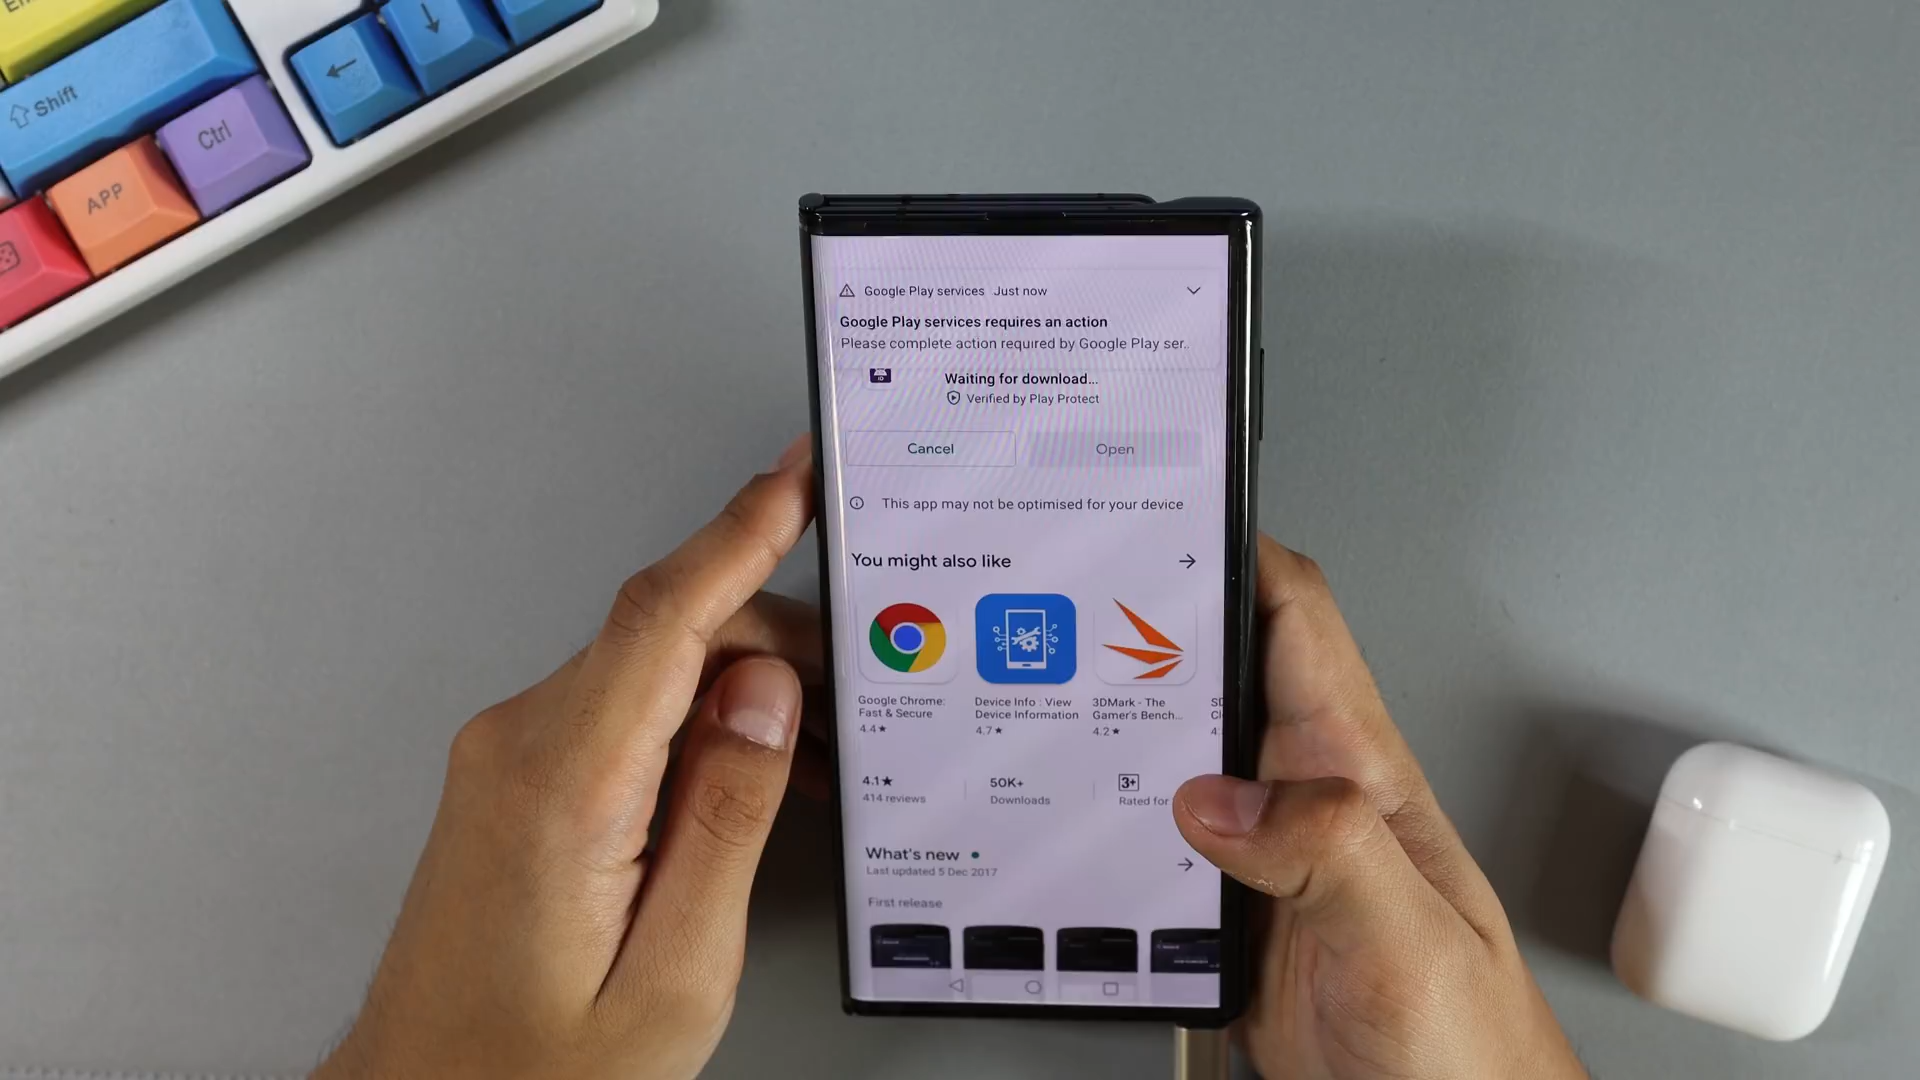 Shift
Ctrl
APP
Google Play services Just now
Google Play services requires an action
Please complete action required by Google Play ser..
Waiting for download...
Verified by Play Protect
Cancel
Open
This app may not be optimised for your device
You might also like
Google Chrome:
Fast & Secure
4.4★
Device Info : View
Device Information
4.7★
3DMark - The
Gamer's Bench...
4.2★
4.1★
414 reviews
50K+
Downloads
3+
Rated for
What's new
Last updated 5 Dec 2017
First release